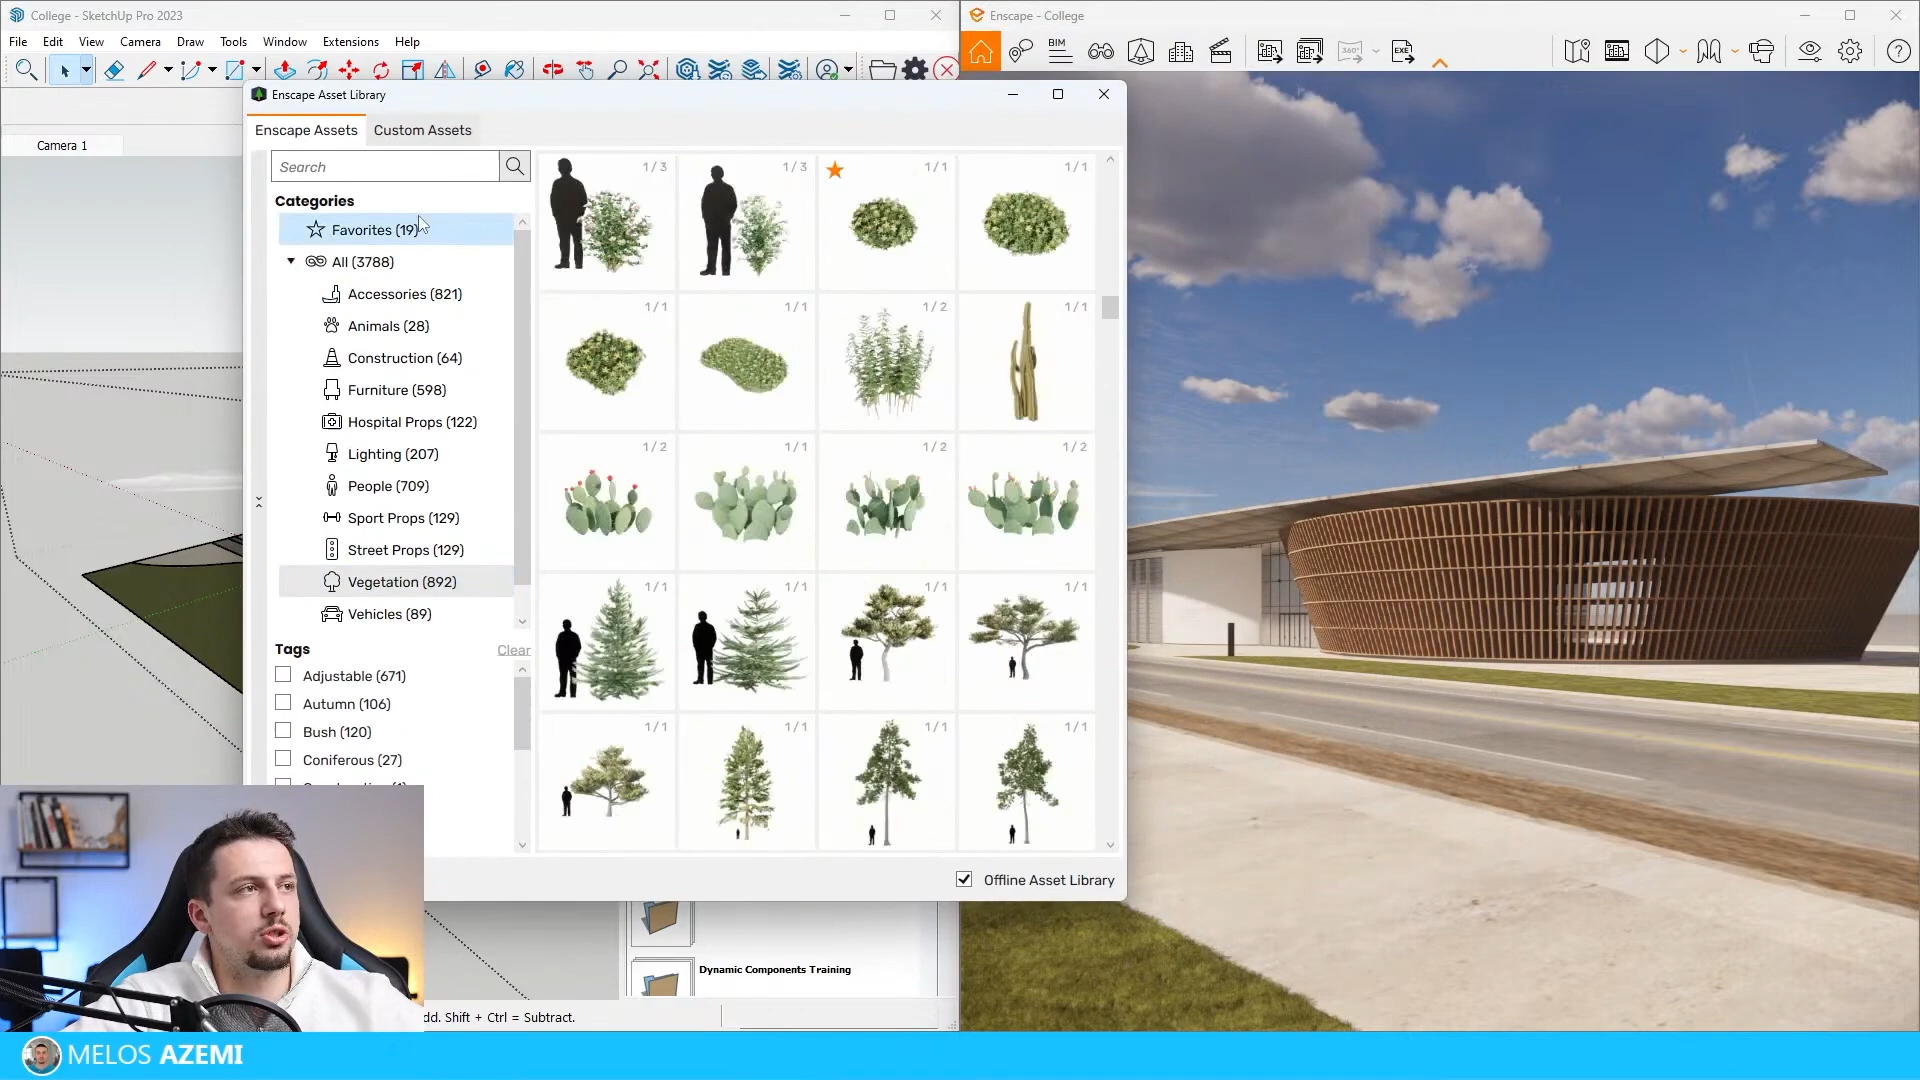 College - SketchUp Pro 2023
Enscape - College
File Edit View Camera Draw Tools Window Extensions Help
BIM
360°
EXE
Enscape Asset Library
Camera 1
Enscape Assets Custom Assets
Search
Categories
Favorites (19)
All (3788)
Accessories (821)
Animals (28)
Construction (64)
Furniture (598)
Hospital Props (122)
Lighting (207)
People (709)
Sport Props (129)
Street Props (129)
Vegetation (892)
Vehicles (89)
Tags
Clear
Adjustable (671)
Autumn (106)
Bush (120)
Coniferous (27)
1 / 3 1 / 3 1 / 1 1 / 1
1 / 1 1 / 1 1 / 2 1 / 1
1 / 2 1 / 1 1 / 2 1 / 2
1 / 1 1 / 1 1 / 1 1 / 1
1 / 1 1 / 1 1 / 1 1 / 1
Offline Asset Library
Dynamic Components Training
dd. Shift + Ctrl = Subtract.
MELOS AZEMI